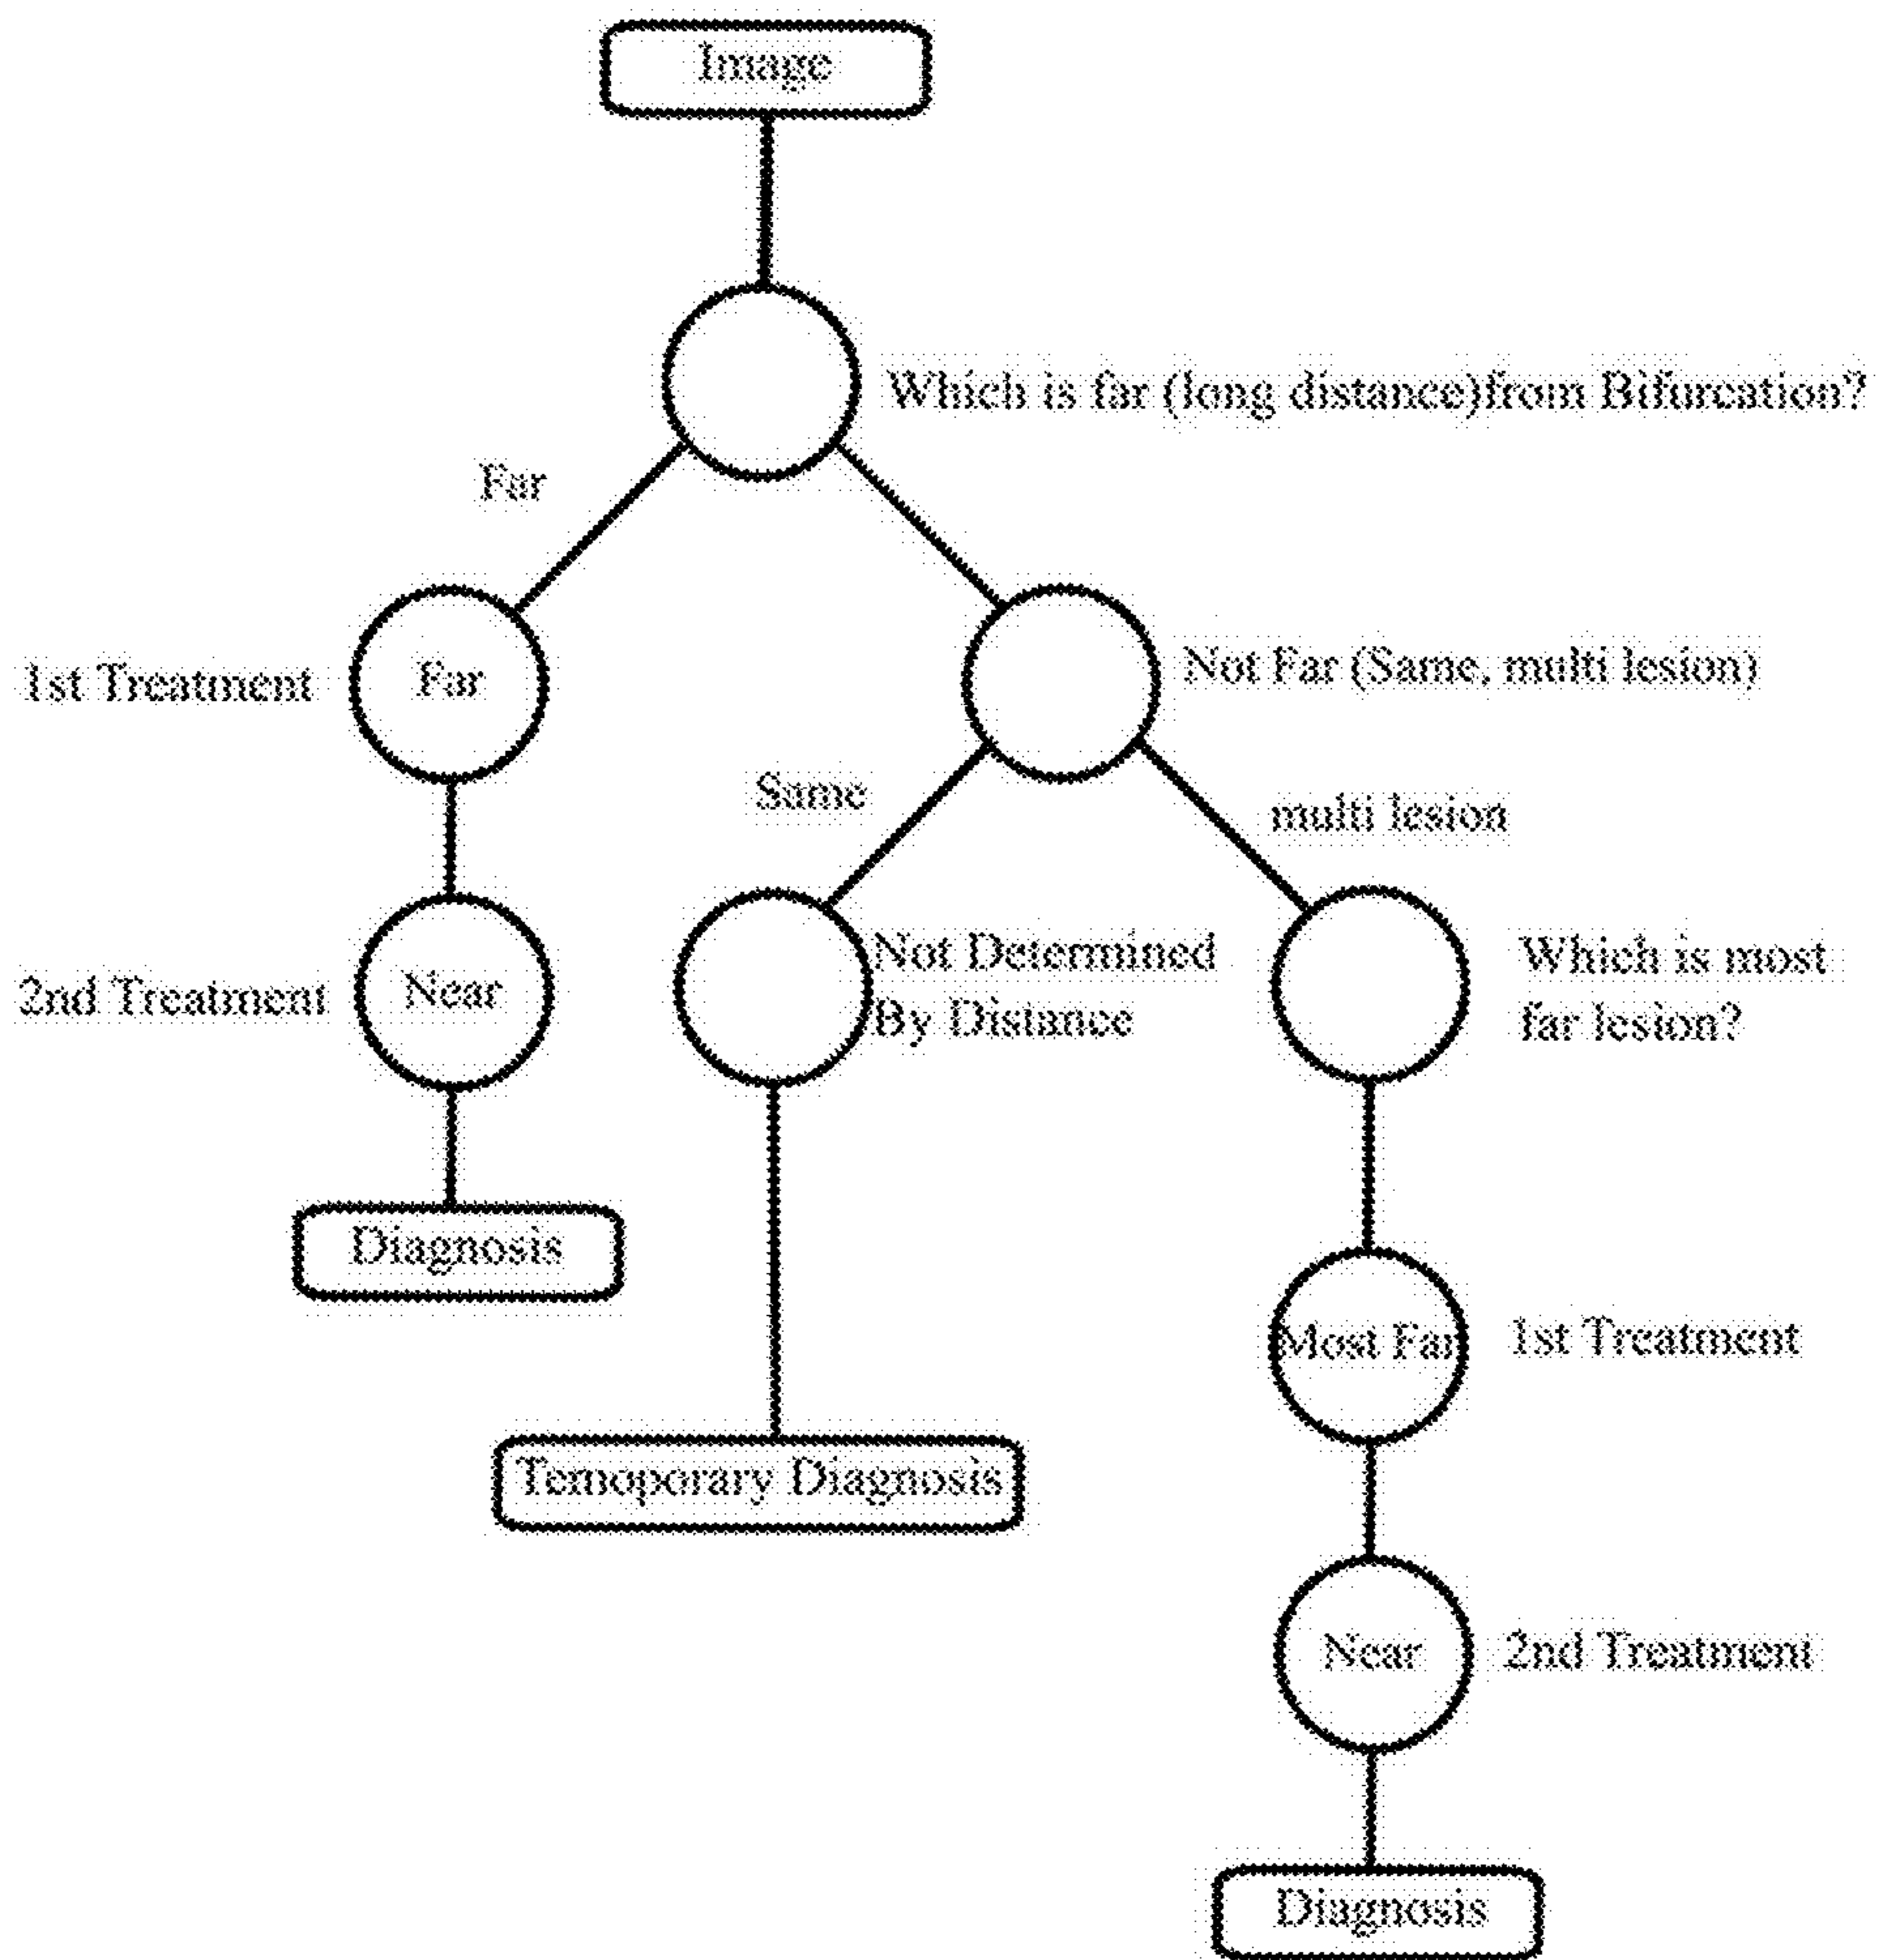 Image
Which is far (long distance)from Bifurcation?
Far
1st Treatment
Far
Not Far (Same, multi lesion)
Same
multi lesion
2nd Treatment
Near
Not Determined
By Distance
Which is most
far lesion?
Diagnosis
Most Far
1st Treatment
Temoporary Diagnosis
Near
2nd Treatment
Diagnosis